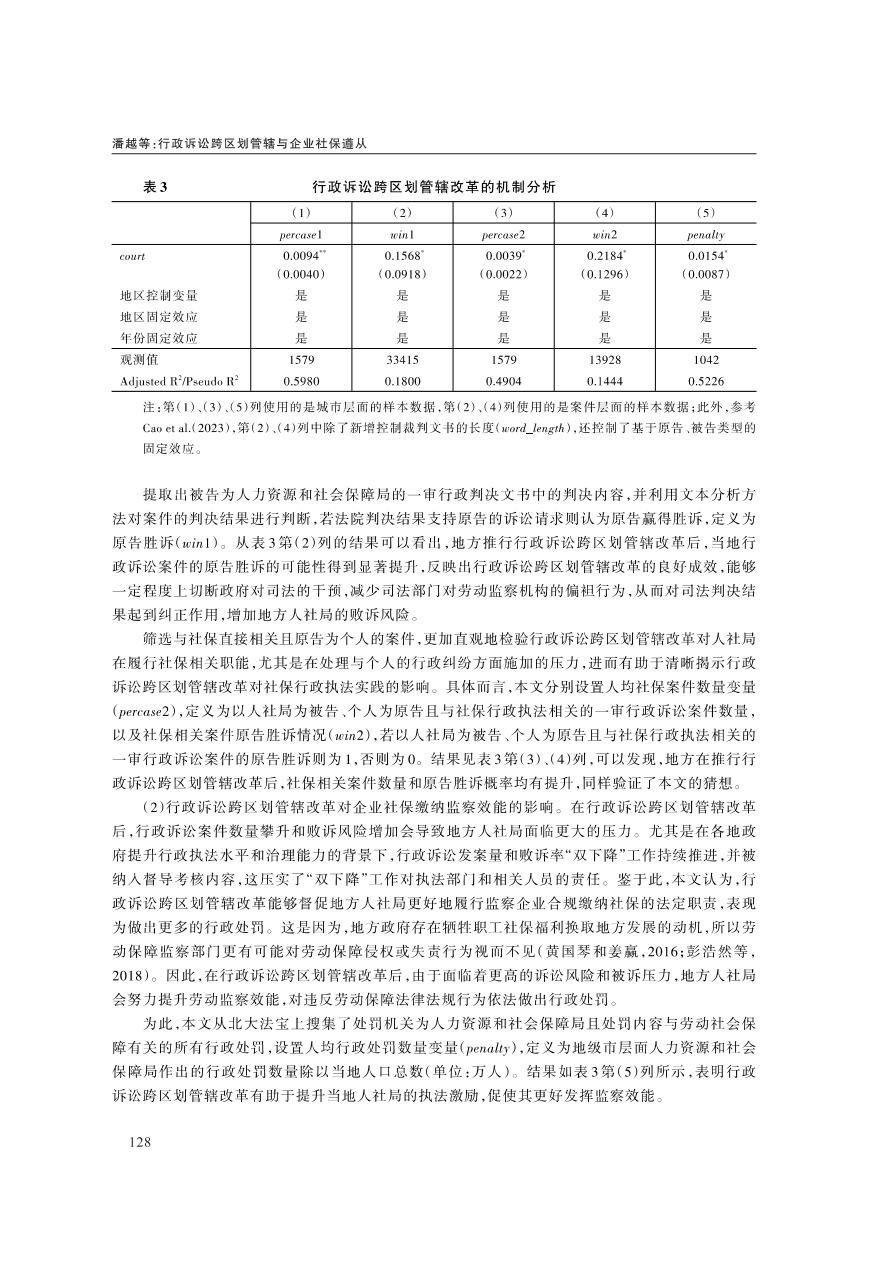 潘越等:行政诉讼跨区划管辖与企业社保遵从
表 3 行政诉讼跨区划管辖改革的机制分析
(1) (2) (3) (4) (5)
percase1 win1 percase2 win2 penalty
court 0.0094** 0.1568* 0.0039* 0.2184* 0.0154*
(0.0040) (0.0918) (0.0022) (0.1296) (0.0087)
地区控制变量 是 是 是 是 是
地区固定效应 是 是 是 是 是
年份固定效应 是 是 是 是 是
观测值 1579 33415 1579 13928 1042
Adjusted R²/Pseudo R² 0.5980 0.1800 0.4904 0.1444 0.5226
注:第(1)、(3)、(5)列使用的是城市层面的样本数据,第(2)、(4)列使用的是案件层面的样本数据;此外,参考
Cao et al.(2023),第(2)、(4)列中除了新增控制裁判文书的长度(word_length),还控制了基于原告、被告类型的
固定效应。
提取出被告为人力资源和社会保障局的一审行政判决文书中的判决内容,并利用文本分析方
法对案件的判决结果进行判断,若法院判决结果支持原告的诉讼请求则认为原告赢得胜诉,定义为
原告胜诉(win1)。从表 3 第(2)列的结果可以看出,地方推行行政诉讼跨区划管辖改革后,当地行
政诉讼案件的原告胜诉的可能性得到显著提升,反映出行政诉讼跨区划管辖改革的良好成效,能够
一定程度上切断政府对司法的干预,减少司法部门对劳动监察机构的偏袒行为,从而对司法判决结
果起到纠正作用,增加地方人社局的败诉风险。
筛选与社保直接相关且原告为个人的案件,更加直观地检验行政诉讼跨区划管辖改革对人社局
在履行社保相关职能,尤其是在处理与个人的行政纠纷方面施加的压力,进而有助于清晰揭示行政
诉讼跨区划管辖改革对社保行政执法实践的影响。具体而言,本文分别设置人均社保案件数量变量
(percase2),定义为以人社局为被告、个人为原告且与社保行政执法相关的一审行政诉讼案件数量,
以及社保相关案件原告胜诉情况(win2),若以人社局为被告、个人为原告且与社保行政执法相关的
一审行政诉讼案件的原告胜诉则为 1,否则为 0。结果见表 3 第(3)、(4)列,可以发现,地方在推行行
政诉讼跨区划管辖改革后,社保相关案件数量和原告胜诉概率均有提升,同样验证了本文的猜想。
(2)行政诉讼跨区划管辖改革对企业社保缴纳监察效能的影响。在行政诉讼跨区划管辖改革
后,行政诉讼案件数量攀升和败诉风险增加会导致地方人社局面临更大的压力。尤其是在各地政
府提升行政执法水平和治理能力的背景下,行政诉讼发案量和败诉率“双下降”工作持续推进,并被
纳入督导考核内容,这压实了“双下降”工作对执法部门和相关人员的责任。鉴于此,本文认为,行
政诉讼跨区划管辖改革能够督促地方人社局更好地履行监察企业合规缴纳社保的法定职责,表现
为做出更多的行政处罚。这是因为,地方政府存在牺牲职工社保福利换取地方发展的动机,所以劳
动保障监察部门更有可能对劳动保障侵权或失责行为视而不见(黄国琴和姜赢,2016;彭浩然等,
2018)。因此,在行政诉讼跨区划管辖改革后,由于面临着更高的诉讼风险和被诉压力,地方人社局
会努力提升劳动监察效能,对违反劳动保障法律法规行为依法做出行政处罚。
为此,本文从北大法宝上搜集了处罚机关为人力资源和社会保障局且处罚内容与劳动社会保
障有关的所有行政处罚,设置人均行政处罚数量变量(penalty),定义为地级市层面人力资源和社会
保障局作出的行政处罚数量除以当地人口总数(单位:万人)。结果如表 3 第(5)列所示,表明行政
诉讼跨区划管辖改革有助于提升当地人社局的执法激励,促使其更好发挥监察效能。
128